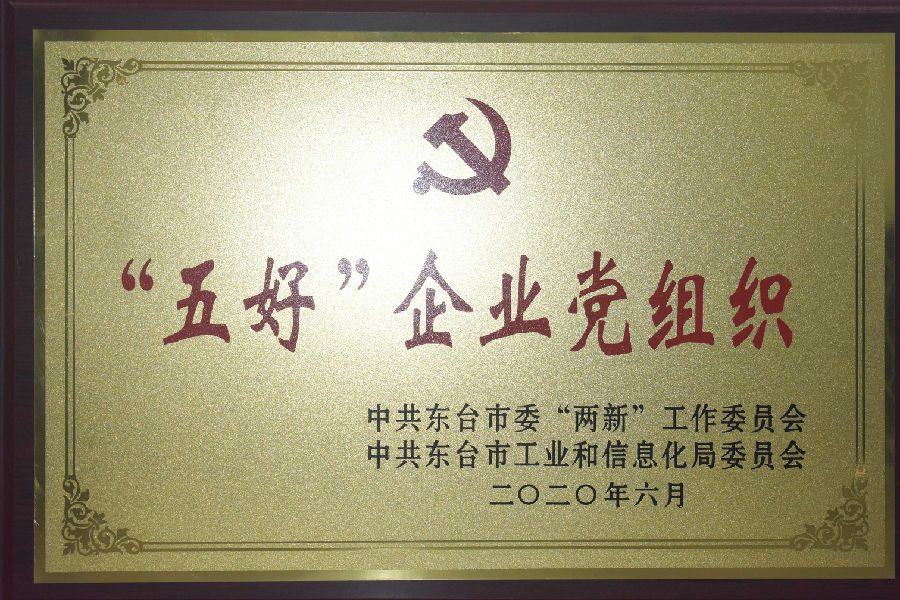 “五好”企业党组织
中共东台市委“两新”工作委员会
中共东台市工业和信息化局委员会
二〇二〇年六月